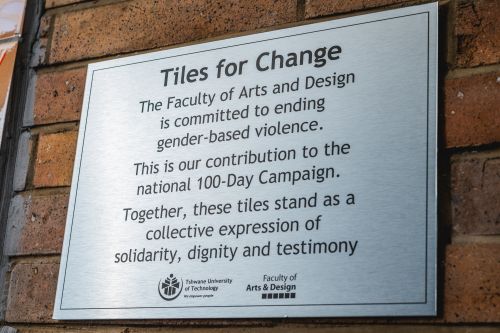 Tiles for Change
The Faculty of Arts and Design
is committed to ending
gender-based violence.
This is our contribution to the
national 100-Day Campaign.
Together, these tiles stand as a
collective expression of
solidarity, dignity and testimony
Tshwane University
of Technology
We empower people
Faculty of
Arts & Design